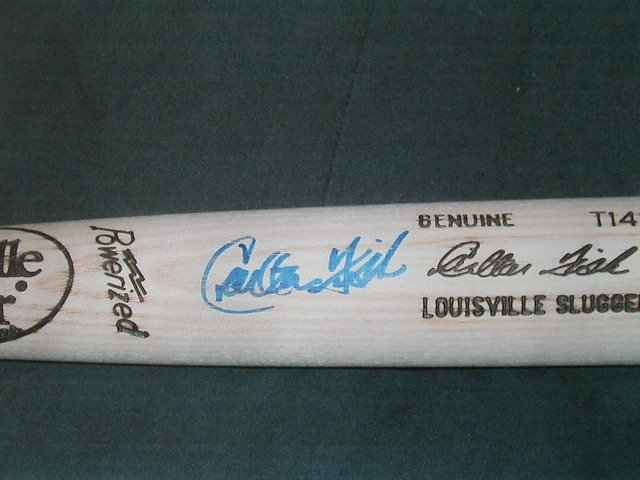 lle
r.
Powerized
Carlton Fisk
GENUINE T14
Carlton Fisk
LOUISVILLE SLUGGE